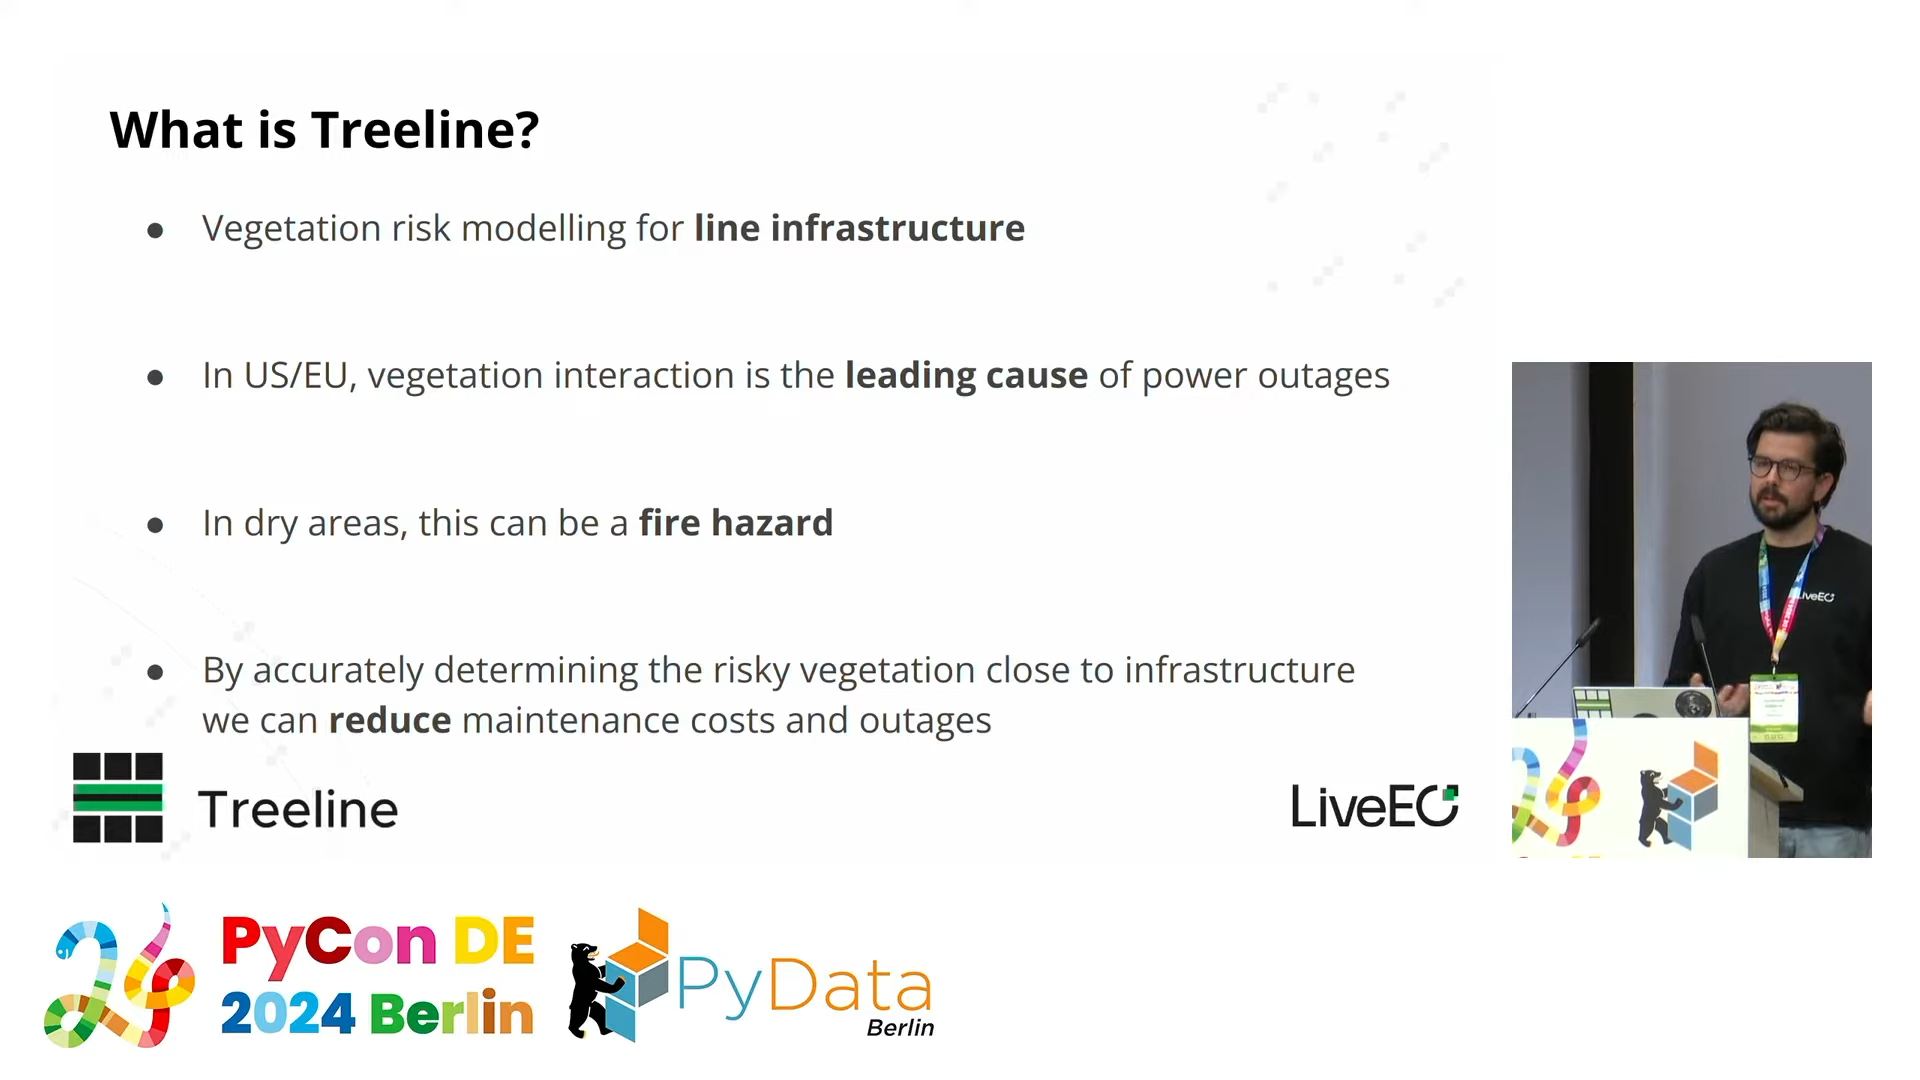 What is Treeline?
● Vegetation risk modelling for line infrastructure
● In US/EU, vegetation interaction is the leading cause of power outages
● In dry areas, this can be a fire hazard
● By accurately determining the risky vegetation close to infrastructure
we can reduce maintenance costs and outages
Treeline
LiveEO
LiveEO
PyCon DE
2024 Berlin
PyData
Berlin